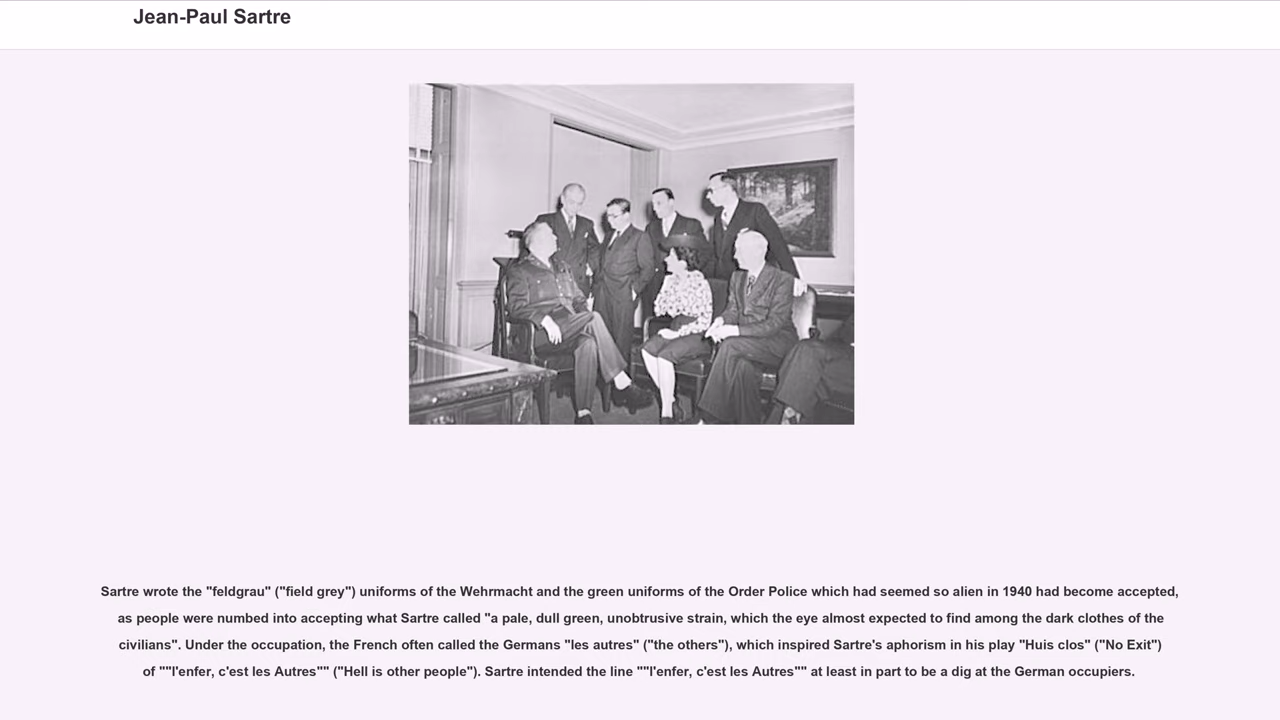 Jean-Paul Sartre
Sartre wrote the "feldgrau" ("field grey") uniforms of the Wehrmacht and the green uniforms of the Order Police which had seemed so alien in 1940 had become accepted,
as people were numbed into accepting what Sartre called "a pale, dull green, unobtrusive strain, which the eye almost expected to find among the dark clothes of the
civilians". Under the occupation, the French often called the Germans "les autres" ("the others"), which inspired Sartre's aphorism in his play "Huis clos" ("No Exit")
of ""l'enfer, c'est les Autres"" ("Hell is other people"). Sartre intended the line ""l'enfer, c'est les Autres"" at least in part to be a dig at the German occupiers.